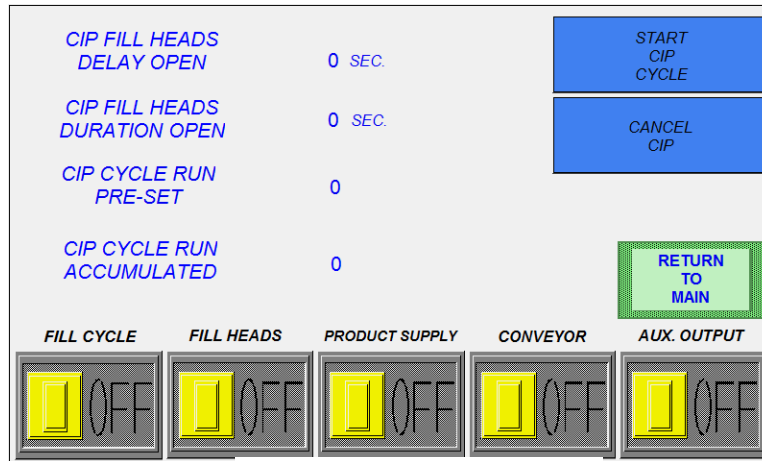 CIP FILL HEADS
DELAY OPEN
0 SEC.
START
CIP
CYCLE
CIP FILL HEADS
DURATION OPEN
0 SEC.
CANCEL
CIP
CIP CYCLE RUN
PRE-SET
0
CIP CYCLE RUN
ACCUMULATED
0
RETURN
TO
MAIN
FILL CYCLE
FILL HEADS
PRODUCT SUPPLY
CONVEYOR
AUX. OUTPUT
OFF
OFF
OFF
OFF
OFF